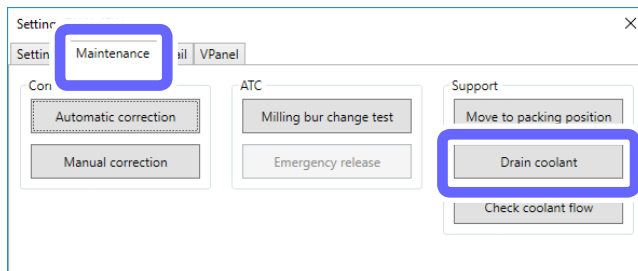 Setting
Settin Maintenance ail VPanel
Cor ATC Support
Automatic correction Milling bur change test Move to packing position
Manual correction Emergency release Drain coolant
Check coolant flow